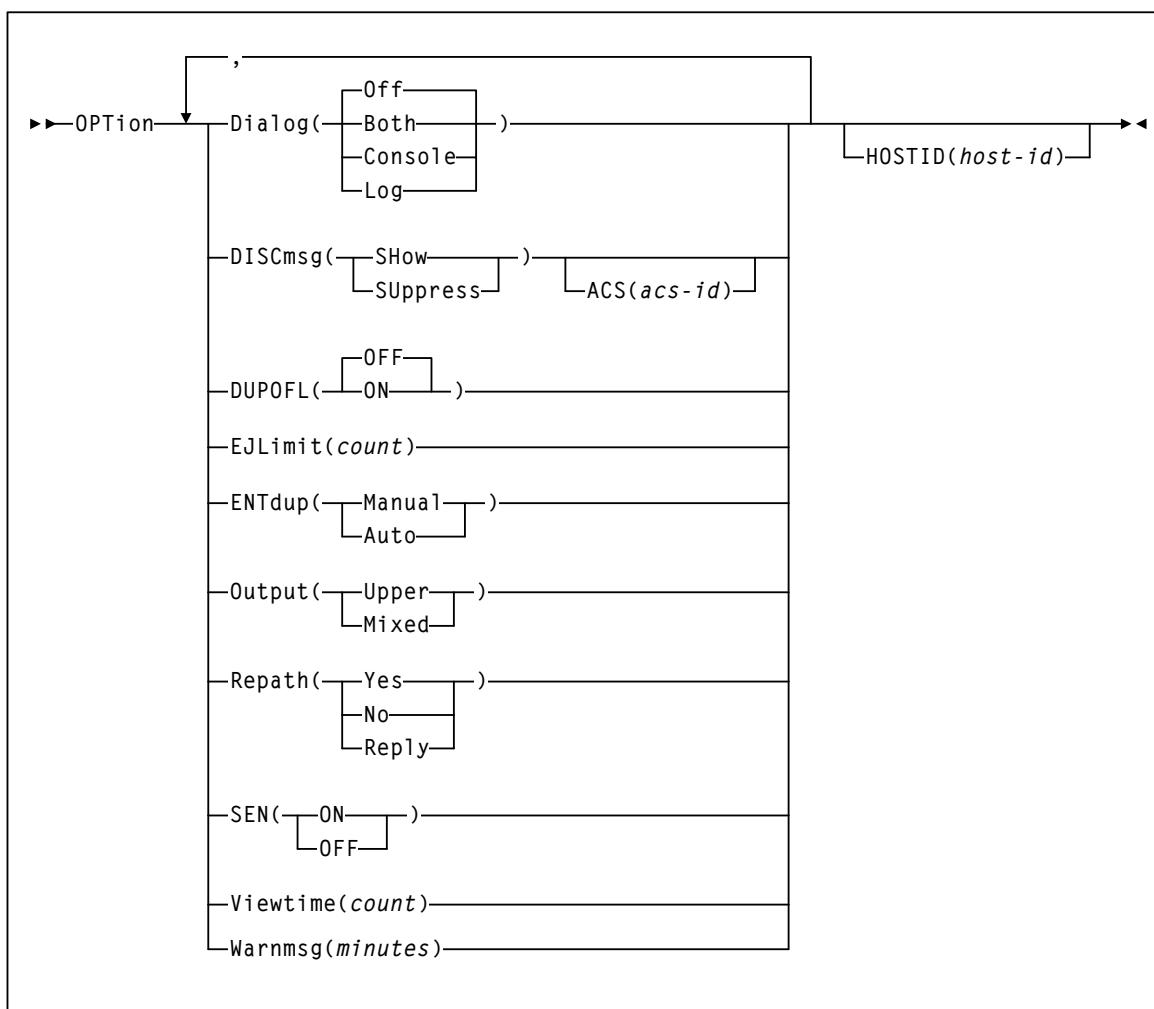 ,
Off
OPTion Dialog( Both )
HOSTID(host-id)
Console
Log
DISCmsg( SHow )
SUppress ACS(acs-id)
OFF
DUPOFL( ON )
EJLimit(count)
ENTdup( Manual )
Auto
Output( Upper )
Mixed
Repath( Yes )
No
Reply
SEN( ON )
OFF
Viewtime(count)
Warnmsg(minutes)